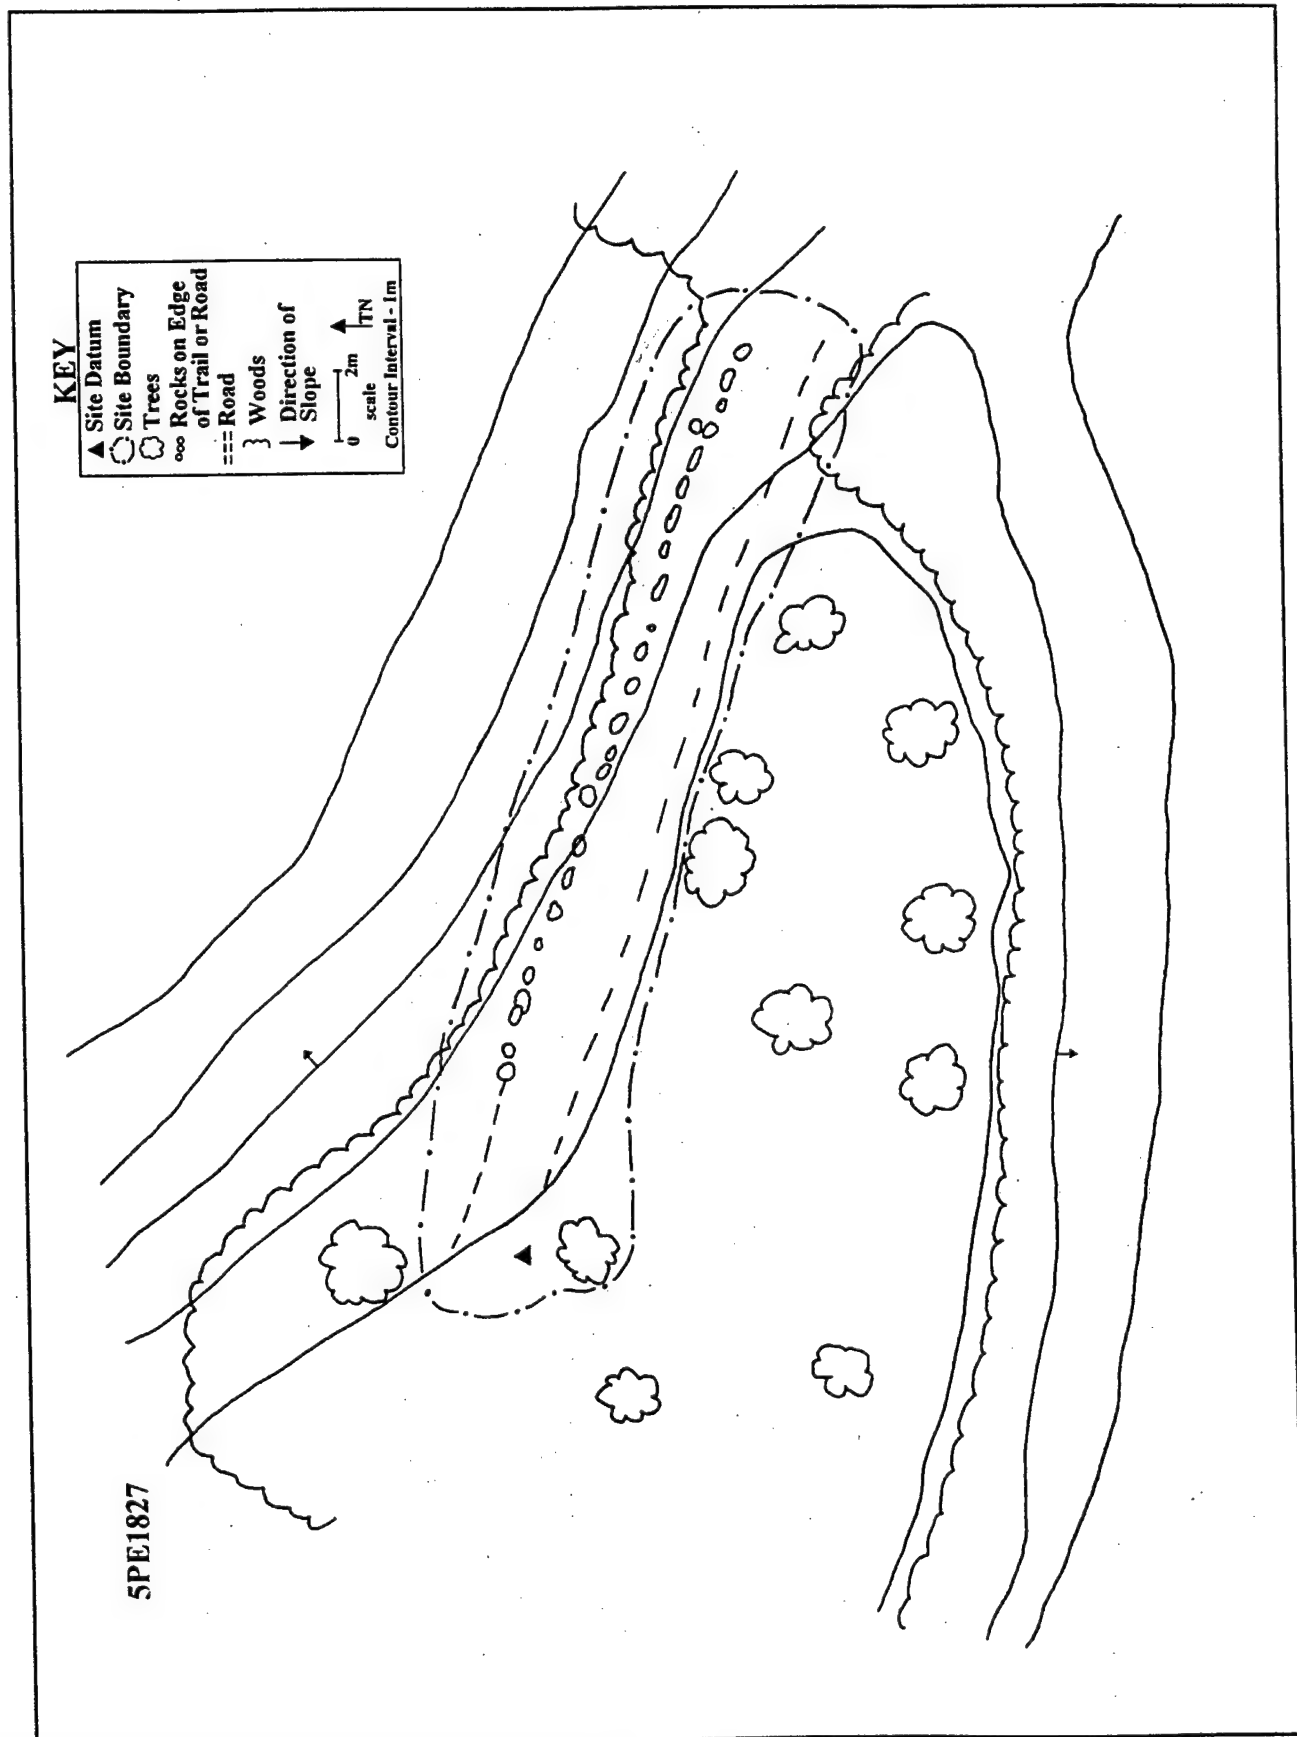 5PE1827
KEY
Site Datum
Site Boundary
Trees
Rocks on Edge
of Trail or Road
Road
Woods
Direction of
Slope
0 2m
scale
TN
Contour Interval - 1m